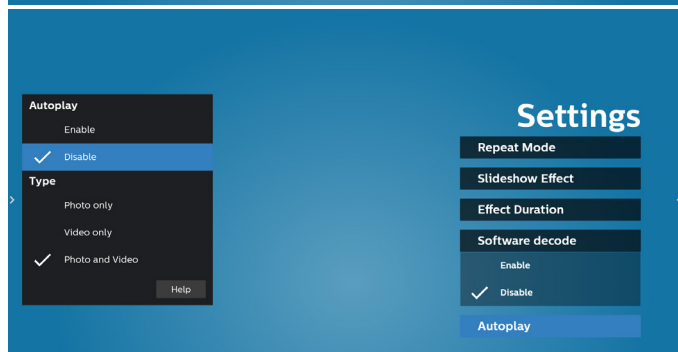 Autoplay
Enable
Disable
Type
Photo only
Video only
Photo and Video
Help
Settings
Repeat Mode
Slideshow Effect
Effect Duration
Software decode
Enable
Disable
Autoplay